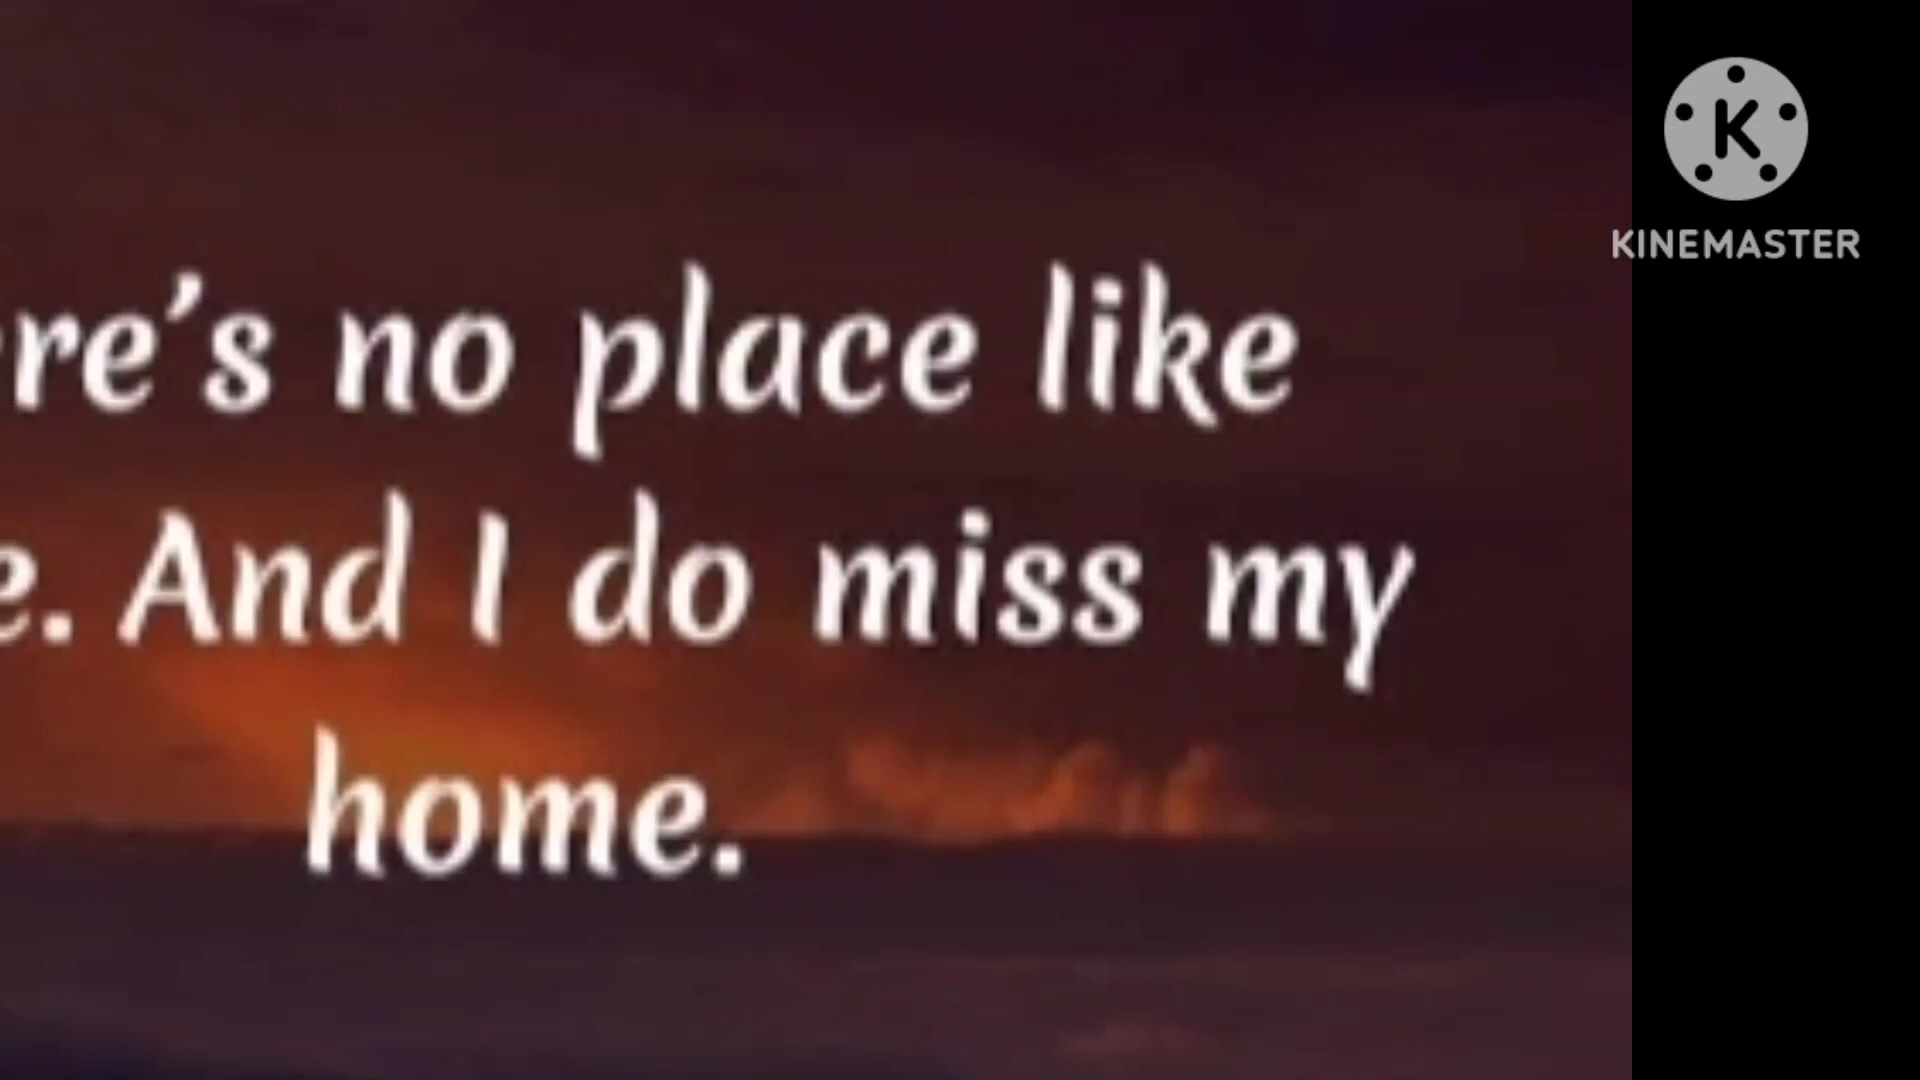 K
KINEMASTER
re's no place like
e. And I do miss my
home.